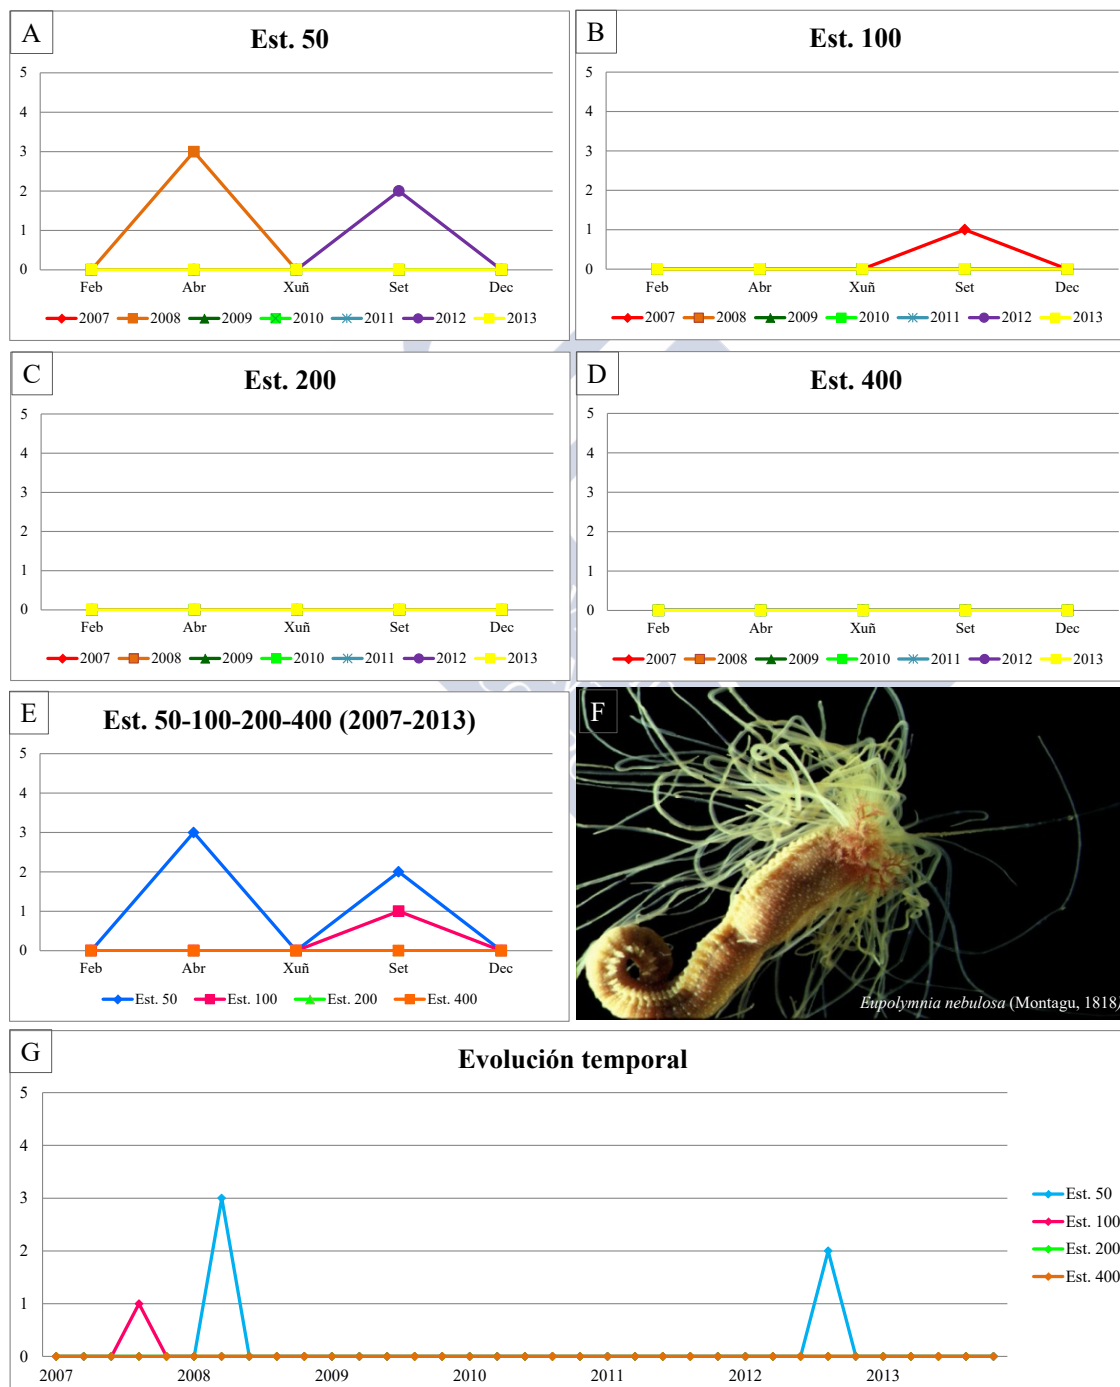 A
Est. 50
5
4
3
2
1
0
Feb Abr Xuñ Set Dec
2007 2008 2009 2010 2011 2012 2013
B
Est. 100
5
4
3
2
1
0
Feb Abr Xuñ Set Dec
2007 2008 2009 2010 2011 2012 2013
C
Est. 200
5
4
3
2
1
0
Feb Abr Xuñ Set Dec
2007 2008 2009 2010 2011 2012 2013
D
Est. 400
5
4
3
2
1
0
Feb Abr Xuñ Set Dec
2007 2008 2009 2010 2011 2012 2013
E
Est. 50-100-200-400 (2007-2013)
5
4
3
2
1
0
Feb Abr Xuñ Set Dec
Est. 50 Est. 100 Est. 200 Est. 400
F
Eupolymnia nebulosa (Montagu, 1818)
G
Evolución temporal
5
4
3
2
1
0
2007 2008 2009 2010 2011 2012 2013
Est. 50
Est. 100
Est. 200
Est. 400